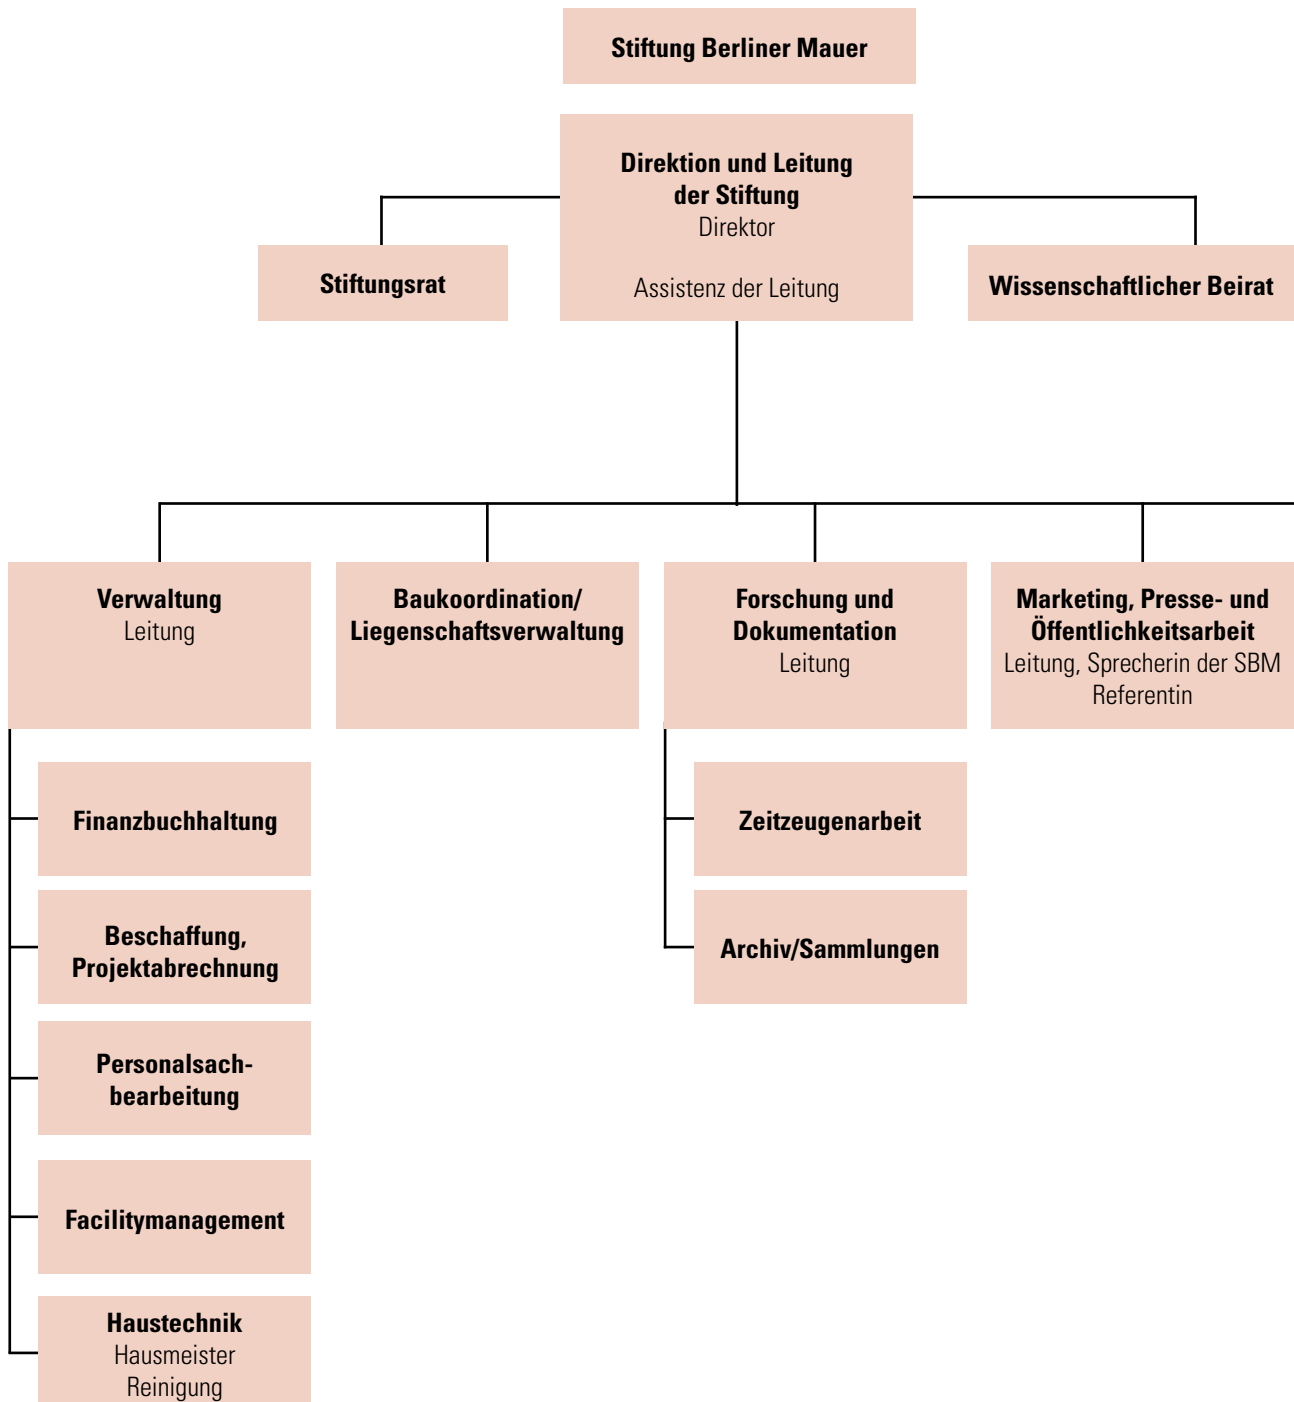 Stiftung Berliner Mauer
Direktion und Leitung
der Stiftung
Direktor
Assistenz der Leitung
Stiftungsrat
Wissenschaftlicher Beirat
Verwaltung
Leitung
Baukoordination/
Liegenschaftsverwaltung
Forschung und
Dokumentation
Leitung
Marketing, Presse- und
Öffentlichkeitsarbeit
Leitung, Sprecherin der SBM
Referentin
Finanzbuchhaltung
Beschaffung,
Projektabrechnung
Personalsach-
bearbeitung
Facilitymanagement
Haustechnik
Hausmeister
Reinigung
Zeitzeugenarbeit
Archiv/Sammlungen